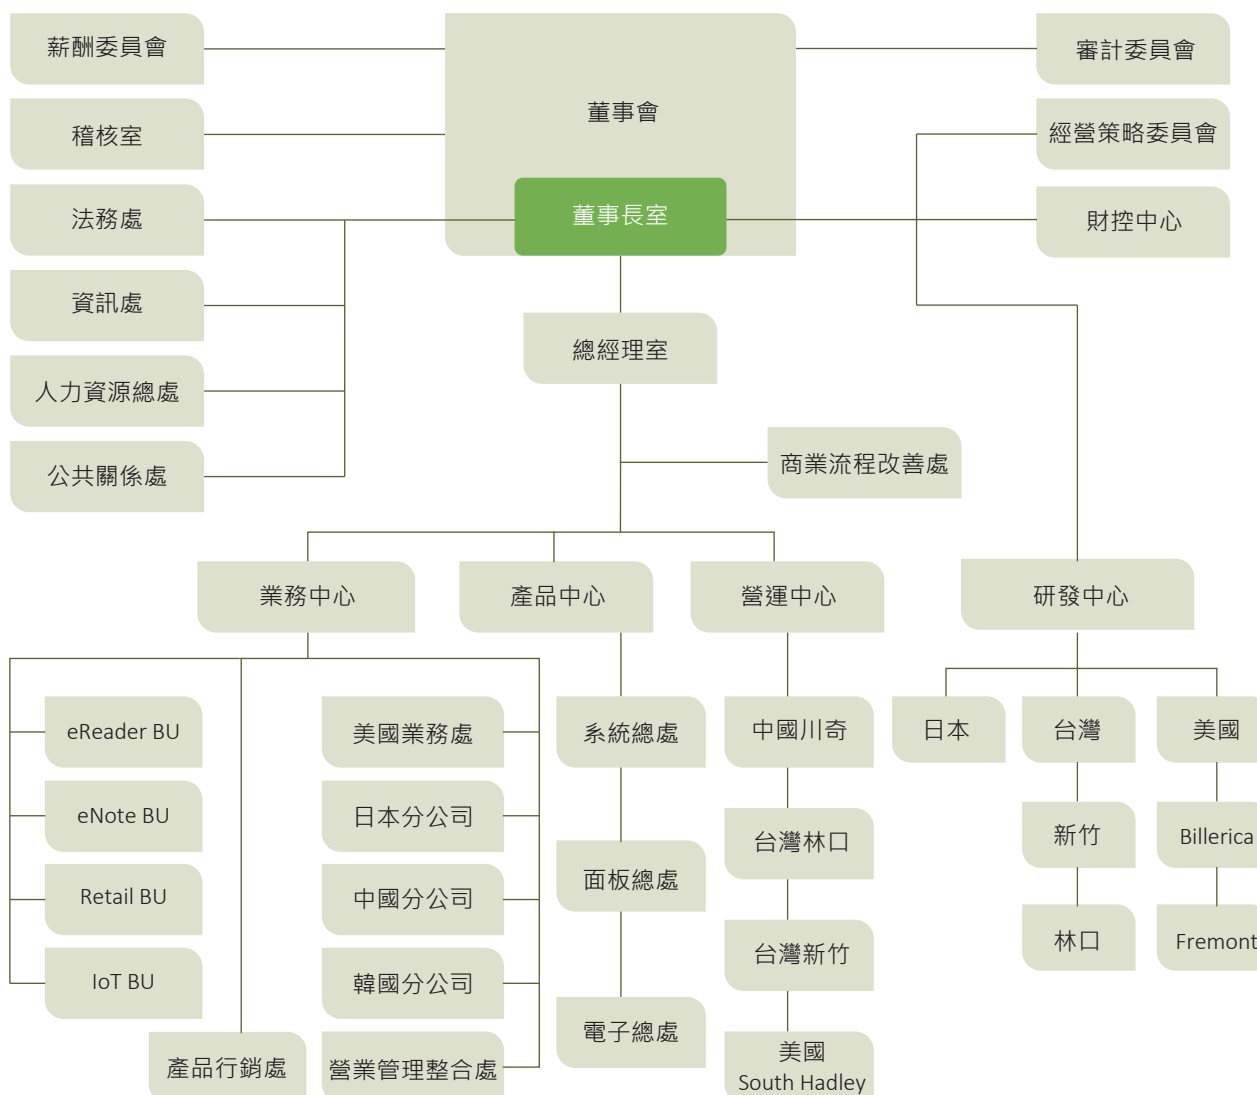 薪酬委員會
審計委員會
董事會
稽核室
經營策略委員會
法務處
董事長室
財控中心
資訊處
總經理室
人力資源總處
公共關係處
商業流程改善處
業務中心
產品中心
營運中心
研發中心
eReader BU
美國業務處
系統總處
中國川奇
日本
台灣
美國
eNote BU
日本分公司
台灣林口
新竹
Billerica
Retail BU
中國分公司
面板總處
台灣新竹
林口
Fremont
IoT BU
韓國分公司
電子總處
產品行銷處
營業管理整合處
美國
South Hadley